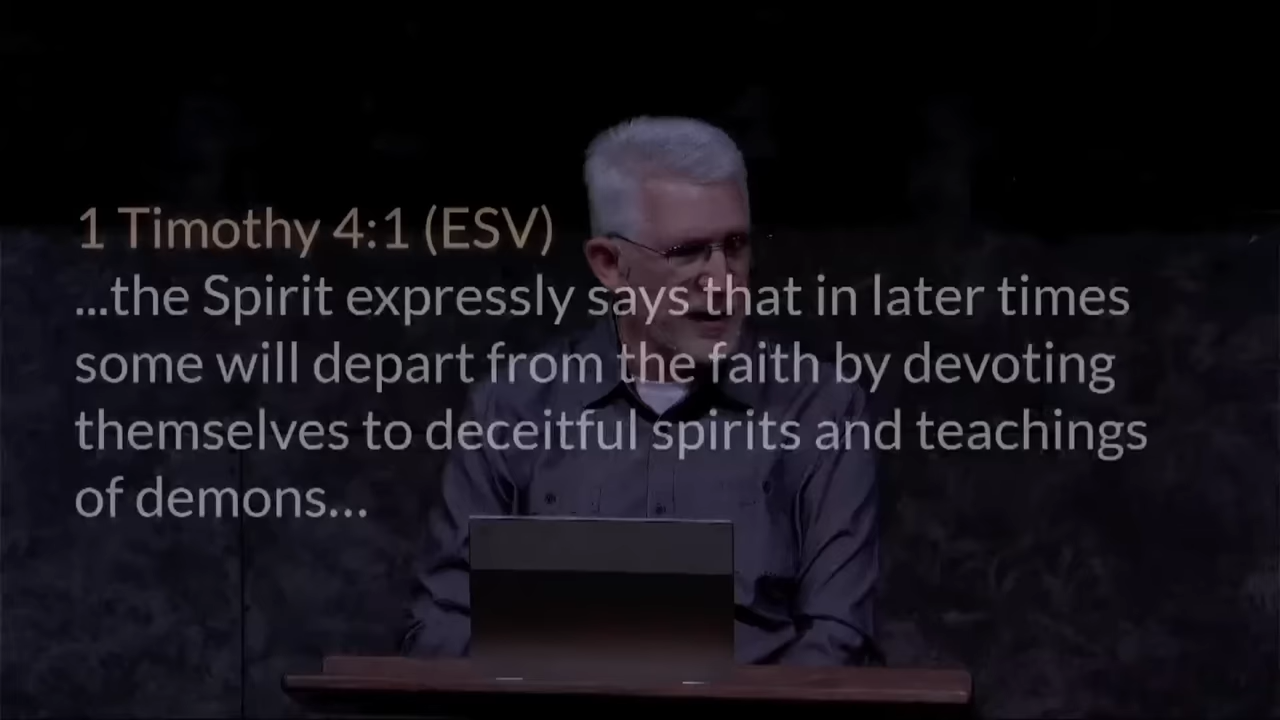 1 Timothy 4:1 (ESV)
...the Spirit expressly says that in later times
some will depart from the faith by devoting
themselves to deceitful spirits and teachings
of demons...